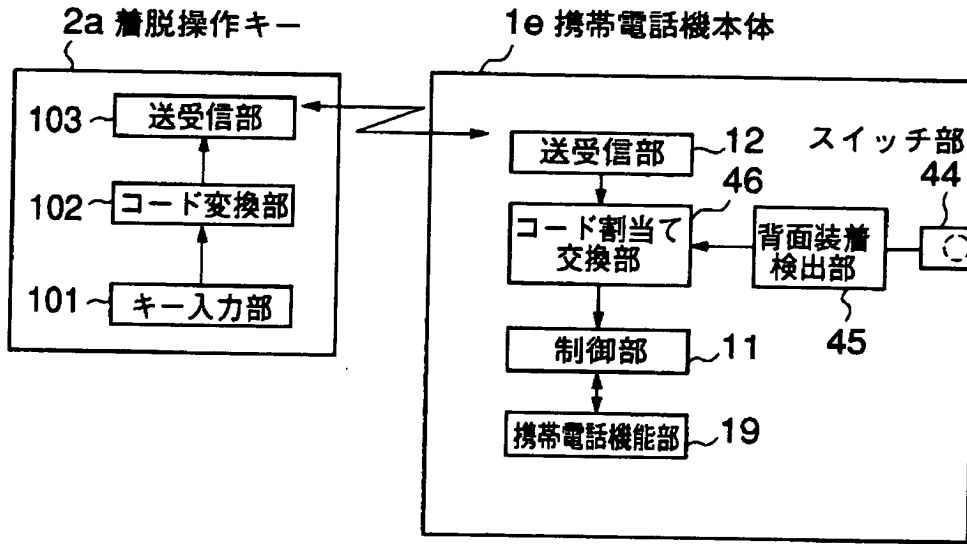 2a 着脱操作キー
103 送受信部
102 コード変換部
101 キー入力部
1e 携帯電話機本体
送受信部 12
スイッチ部
44
46
コード割当て
交換部
背面装着
検出部
45
制御部 11
携帯電話機能部 19